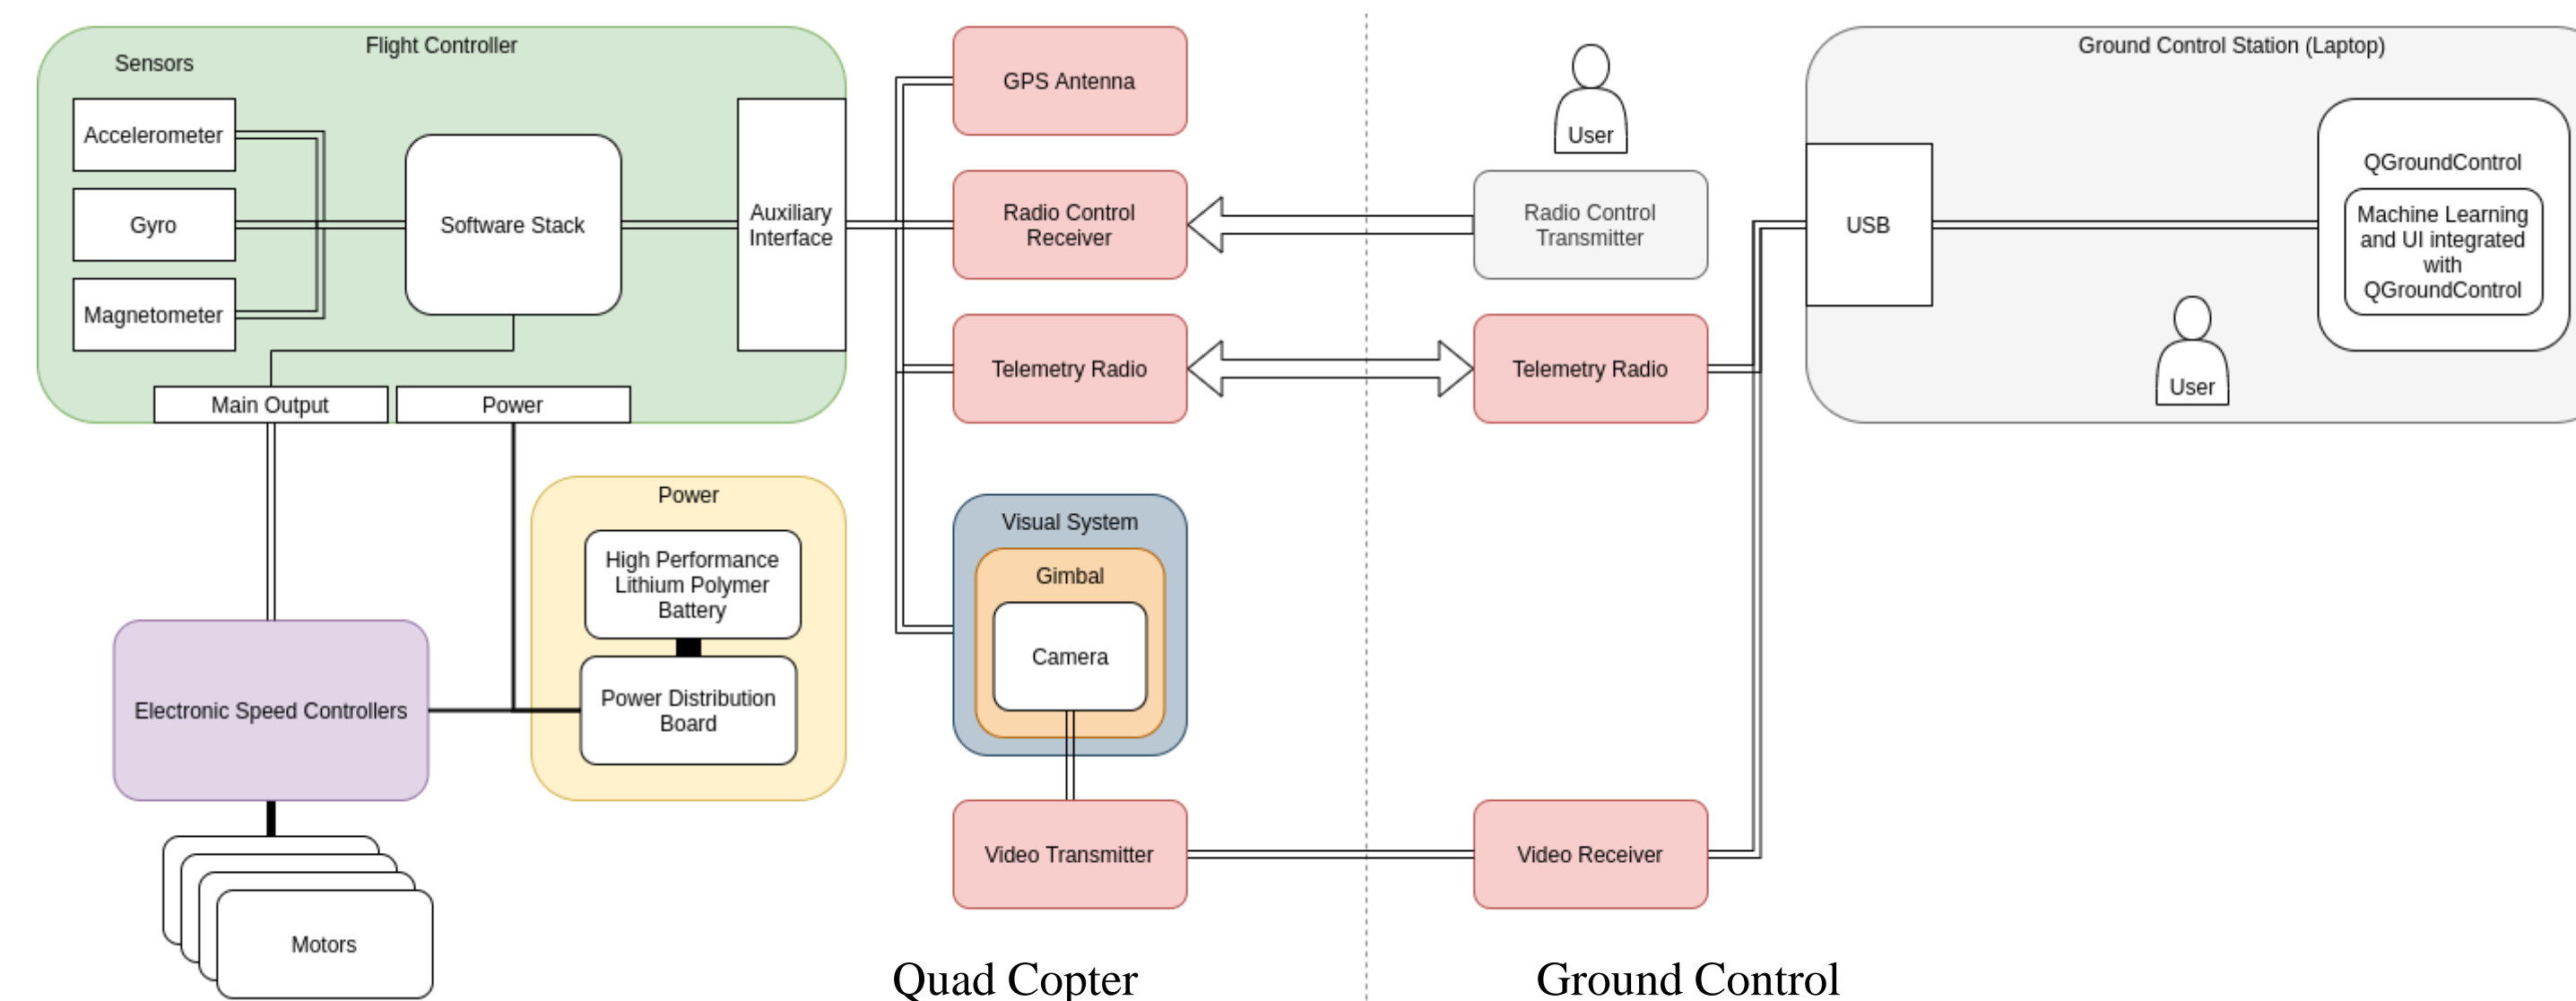 Flight Controller
Sensors
Accelerometer
Gyro
Magnetometer
Software Stack
Auxiliary
Interface
Main Output
Power
GPS Antenna
Radio Control
Receiver
Telemetry Radio
User
Radio Control
Transmitter
Telemetry Radio
Ground Control Station (Laptop)
USB
QGroundControl
Machine Learning
and UI integrated
with
QGroundControl
User
Power
High Performance
Lithium Polymer
Battery
Power Distribution
Board
Electronic Speed Controllers
Motors
Visual System
Gimbal
Camera
Video Transmitter
Video Receiver
Quad Copter
Ground Control